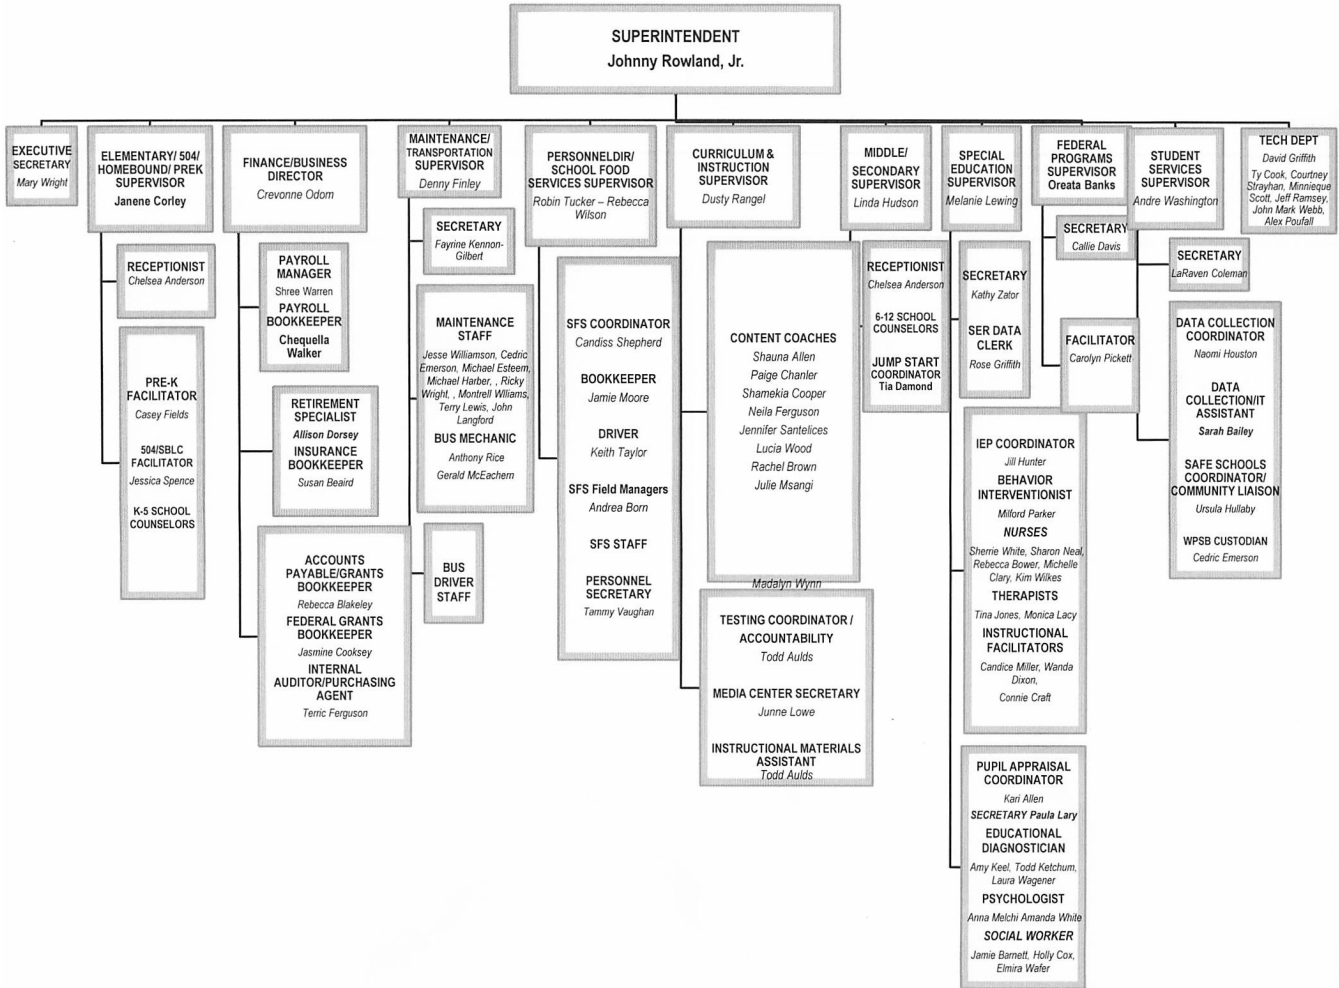 SUPERINTENDENT
Johnny Rowland, Jr.
EXECUTIVE
SECRETARY
Mary Wright
ELEMENTARY/ 504/
HOMEBOUND/ PREK
SUPERVISOR
Janene Corley
RECEPTIONIST
Chelsea Anderson
PRE-K
FACILITATOR
Casey Fields
504/SBLC
FACILITATOR
Jessica Spence
K-5 SCHOOL
COUNSELORS
FINANCE/BUSINESS
DIRECTOR
Crevonne Odom
PAYROLL
MANAGER
Shree Warren
PAYROLL
BOOKKEEPER
Chequella
Walker
RETIREMENT
SPECIALIST
Allison Dorsey
INSURANCE
BOOKKEEPER
Susan Beaird
ACCOUNTS
PAYABLE/GRANTS
BOOKKEEPER
Rebecca Blakeley
FEDERAL GRANTS
BOOKKEEPER
Jasmine Cooksey
INTERNAL
AUDITOR/PURCHASING
AGENT
Terric Ferguson
MAINTENANCE/
TRANSPORTATION
SUPERVISOR
Denny Finley
SECRETARY
Fayrine Kennon-
Gilbert
MAINTENANCE
STAFF
Jesse Williamson, Cedric
Emerson, Michael Esteem,
Michael Harber, , Ricky
Wright, , Montrell Wlliams,
Terry Lewis, John
Langford
BUS MECHANIC
Anthony Rice
Gerald McEachern
BUS
DRIVER
STAFF
PERSONNELDIR/
SCHOOL FOOD
SERVICES SUPERVISOR
Robin Tucker – Rebecca
Wilson
SFS COORDINATOR
Candiss Shepherd
BOOKKEEPER
Jamie Moore
DRIVER
Keith Taylor
SFS Field Managers
Andrea Born
SFS STAFF
PERSONNEL
SECRETARY
Tammy Vaughan
CURRICULUM &
INSTRUCTION
SUPERVISOR
Dusty Rangel
CONTENT COACHES
Shauna Allen
Paige Chanler
Shamekia Cooper
Neila Ferguson
Jennifer Santelices
Lucia Wood
Rachel Brown
Julie Msangi
Madalyn Wynn
TESTING COORDINATOR /
ACCOUNTABILITY
Todd Aulds
MEDIA CENTER SECRETARY
Junne Lowe
INSTRUCTIONAL MATERIALS
ASSISTANT
Todd Aulds
MIDDLE/
SECONDARY
SUPERVISOR
Linda Hudson
RECEPTIONIST
Chelsea Anderson
6-12 SCHOOL
COUNSELORS
JUMP START
COORDINATOR
Tia Damond
SPECIAL
EDUCATION
SUPERVISOR
Melanie Lewing
SECRETARY
Kathy Zator
SER DATA
CLERK
Rose Griffith
IEP COORDINATOR
Jill Hunter
BEHAVIOR
INTERVENTIONIST
Milford Parker
NURSES
Sherrie White, Sharon Neal,
Rebecca Bower, Michelle
Clary, Kim Wilkes
THERAPISTS
Tina Jones, Monica Lacy
INSTRUCTIONAL
FACILITATORS
Candice Miller, Wanda
Dixon,
Connie Craft
PUPIL APPRAISAL
COORDINATOR
Kari Allen
SECRETARY Paula Lary
EDUCATIONAL
DIAGNOSTICIAN
Amy Keel, Todd Ketchum,
Laura Wagener
PSYCHOLOGIST
Anna Melchi Amanda White
SOCIAL WORKER
Jamie Barnett, Holly Cox,
Elmira Wafer
FEDERAL
PROGRAMS
SUPERVISOR
Oreata Banks
SECRETARY
Callie Davis
FACILITATOR
Carolyn Pickett
STUDENT
SERVICES
SUPERVISOR
Andre Washington
SECRETARY
LaRaven Coleman
DATA COLLECTION
COORDINATOR
Naomi Houston
DATA
COLLECTION/IT
ASSISTANT
Sarah Bailey
SAFE SCHOOLS
COORDINATOR/
COMMUNITY LIAISON
Ursula Hullaby
WPSB CUSTODIAN
Cedric Emerson
TECH DEPT
David Griffith
Ty Cook, Courtney
Strayhan, Minnieque
Scott, Jeff Ramsey,
John Mark Webb,
Alex Poufall